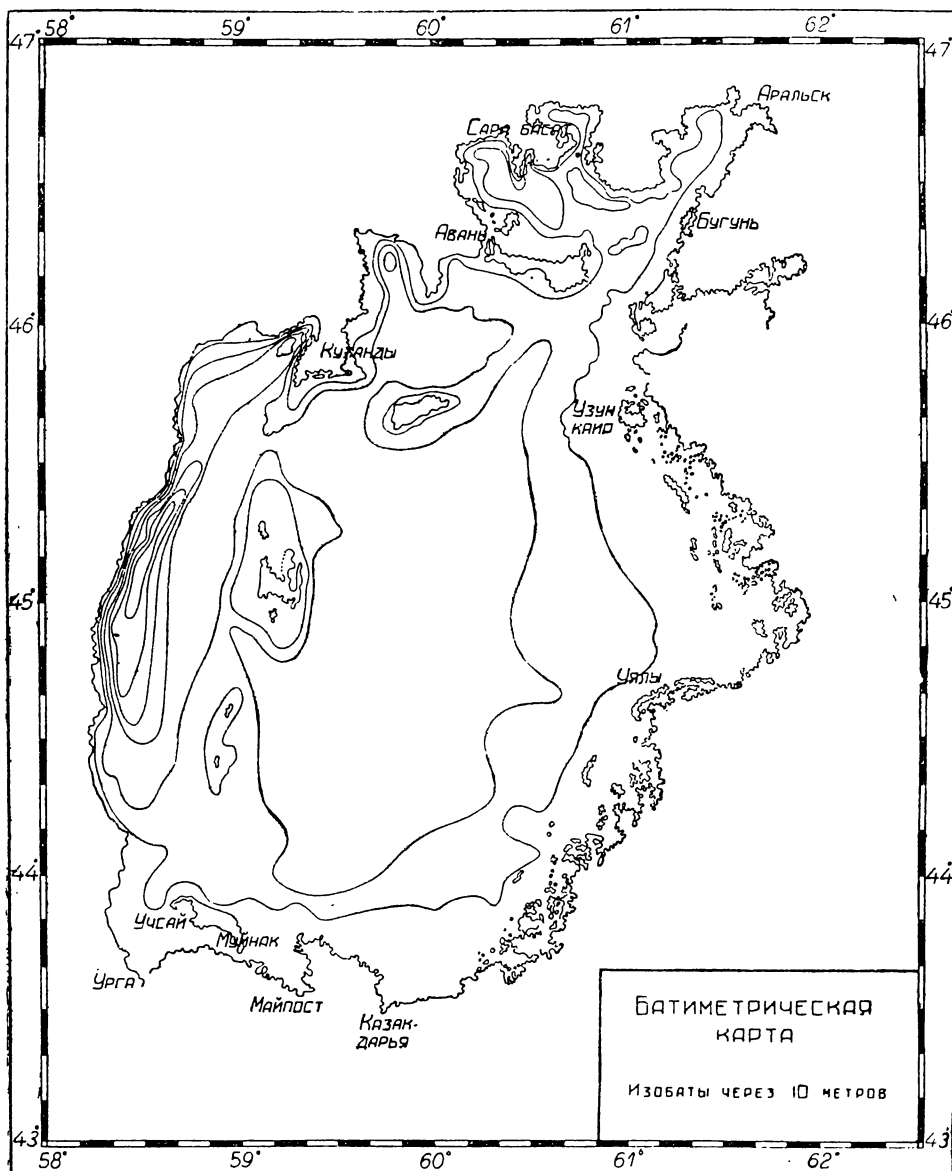 58° 59° 60° 61° 62°
47° 47°
Аральск
Сара басат
Бугунь
Авань
46° 46°
Куланды
Узун
каир
45° 45°
Уялы
44° 44°
Учсай
Муйнак
Урга
Майпост
Казак-
дарья
Батиметрическая
карта
Изобаты через 10 метров
43° 43°
58° 59° 60° 61° 62°